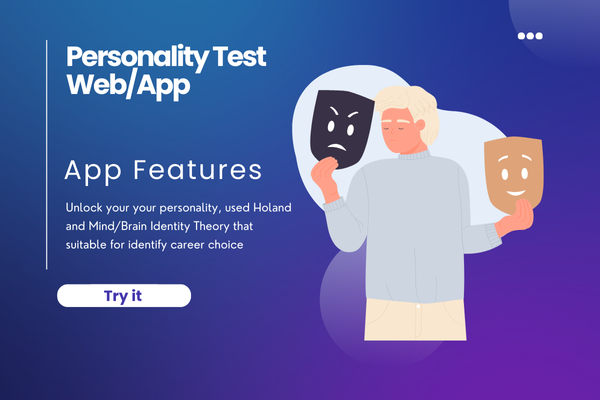 Personality Test
Web/App
App Features
Unlock your your personality, used Holand
and Mind/Brain Identity Theory that
suitable for identify career choice
Try it